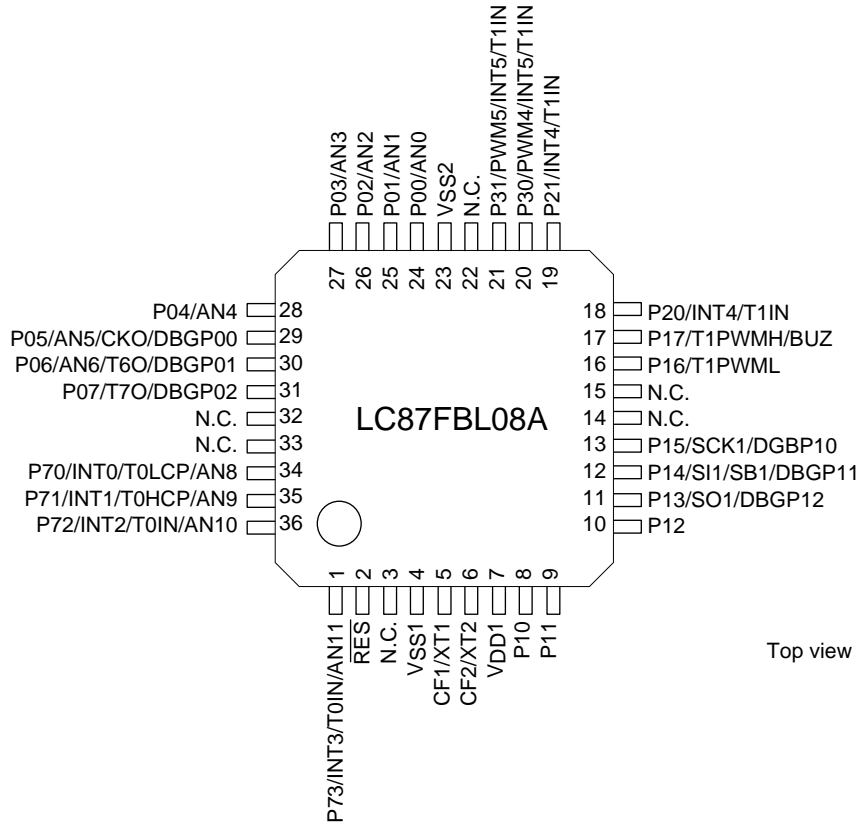 P03/AN3
P02/AN2
P01/AN1
P00/AN0
VSS2
N.C.
P31/PWM5/INT5/T1IN
P30/PWM4/INT5/T1IN
P21/INT4/T1IN
27
26
25
24
23
22
21
20
19
P04/AN4 28
P05/AN5/CKO/DBGP00 29
P06/AN6/T6O/DBGP01 30
P07/T7O/DBGP02 31
N.C. 32
N.C. 33
P70/INT0/T0LCP/AN8 34
P71/INT1/T0HCP/AN9 35
P72/INT2/T0IN/AN10 36
LC87FBL08A
18 P20/INT4/T1IN
17 P17/T1PWMH/BUZ
16 P16/T1PWML
15 N.C.
14 N.C.
13 P15/SCK1/DGBP10
12 P14/SI1/SB1/DBGP11
11 P13/SO1/DBGP12
10 P12
1
2
3
4
5
6
7
8
9
P73/INT3/T0IN/AN11
RES
N.C.
VSS1
CF1/XT1
CF2/XT2
VDD1
P10
P11
Top view